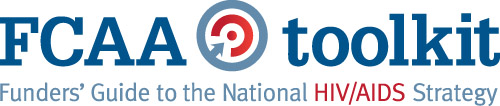 FCAA toolkit
Funders' Guide to the National HIV/AIDS Strategy